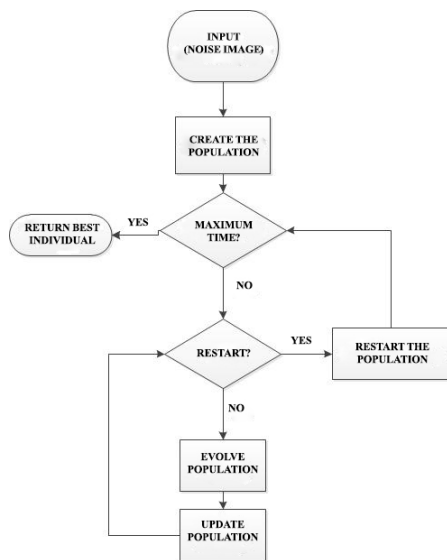 INPUT
(NOISE IMAGE)
CREATE THE
POPULATION
MAXIMUM
TIME?
YES
RETURN BEST
INDIVIDUAL
NO
RESTART?
YES
RESTART THE
POPULATION
NO
EVOLVE
POPULATION
UPDATE
POPULATION